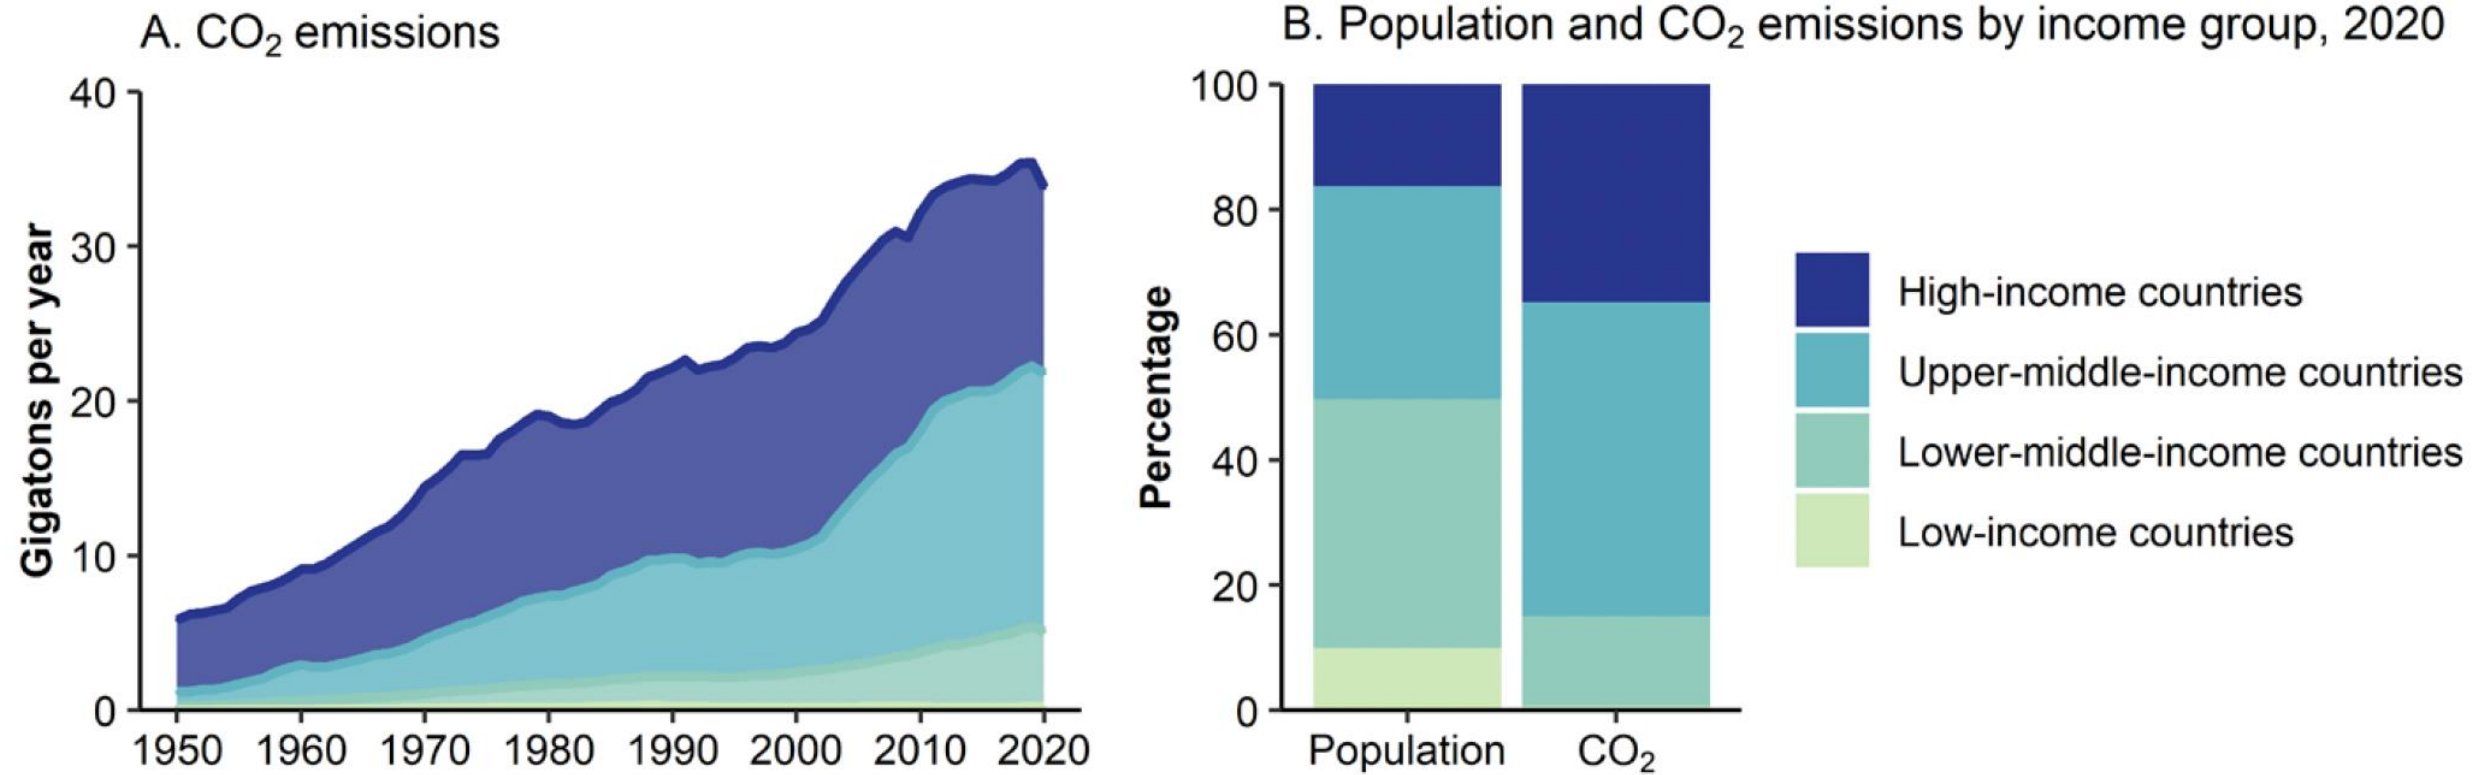 A. CO₂ emissions
Gigatons per year
40
30
20
10
0
1950 1960 1970 1980 1990 2000 2010 2020
B. Population and CO₂ emissions by income group, 2020
Percentage
100
80
60
40
20
0
Population CO₂
High-income countries
Upper-middle-income countries
Lower-middle-income countries
Low-income countries